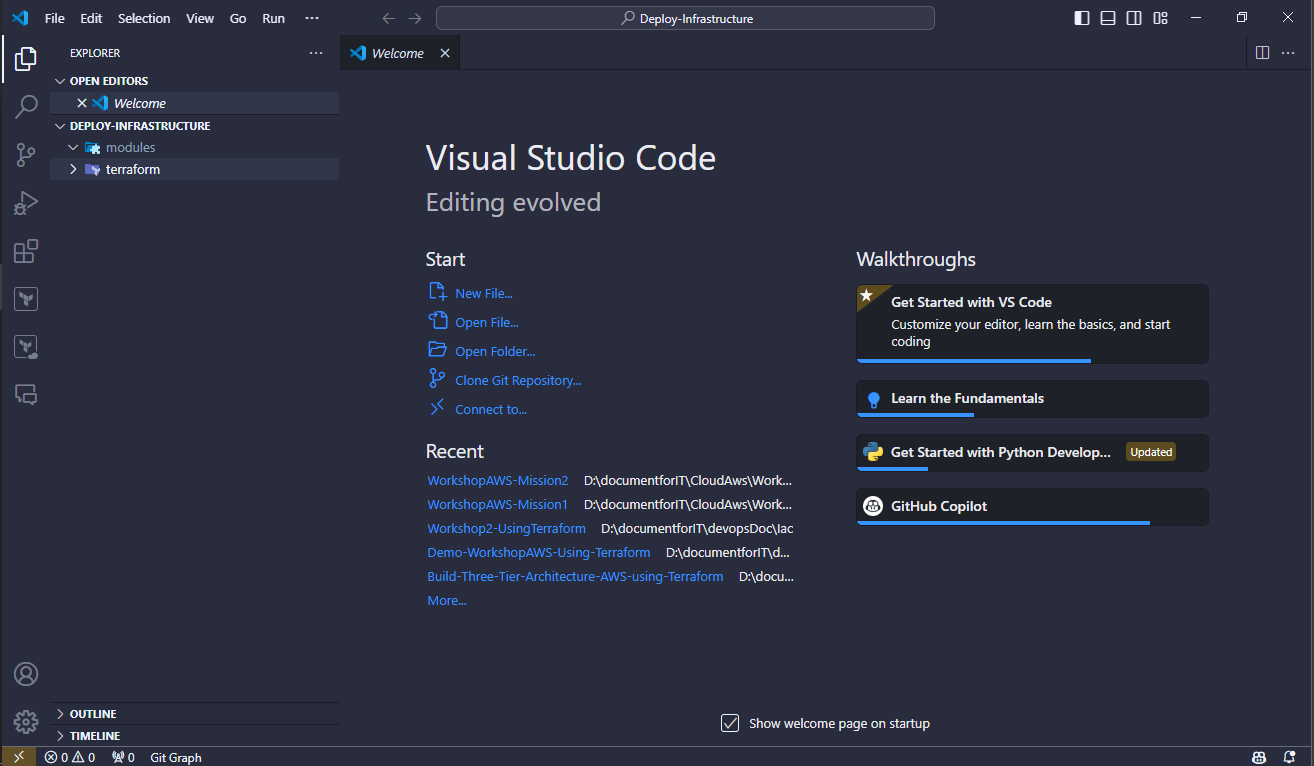 File Edit Selection View Go Run ···
Deploy-Infrastructure
EXPLORER
OPEN EDITORS
Welcome
DEPLOY-INFRASTRUCTURE
modules
terraform
OUTLINE
TIMELINE
Welcome
Visual Studio Code
Editing evolved
Start
New File...
Open File...
Open Folder...
Clone Git Repository...
Connect to...
Recent
WorkshopAWS-Mission2 D:\documentforIT\CloudAws\Work...
WorkshopAWS-Mission1 D:\documentforIT\CloudAws\Work...
Workshop2-UsingTerraform D:\documentforIT\devopsDoc\Iac
Demo-WorkshopAWS-Using-Terraform D:\documentforIT\d...
Build-Three-Tier-Architecture-AWS-using-Terraform D:\docu...
More...
Walkthroughs
Get Started with VS Code
Customize your editor, learn the basics, and start
coding
Learn the Fundamentals
Get Started with Python Develop... Updated
GitHub Copilot
Show welcome page on startup
0 0 0 Git Graph